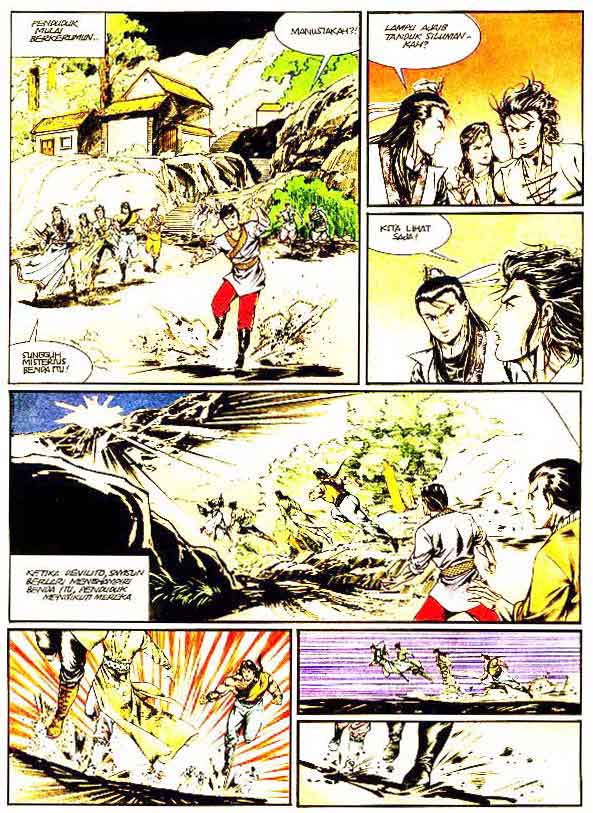 PENDUDUK
MULAI
BERKERUMUN...
MANUSIAKAH?!
SUNGGUH
MISTERIUS
BENDA ITU!
LAMPU AJAIB
TANDUK SILUMAN-
KAH?
KITA LIHAT
SAJA!
KETIKA DEVILITO, SAMSUN
BERLARI MENGHAMPIRI
BENDA ITU, PENDUDUK
MENGIKUTI MEREKA